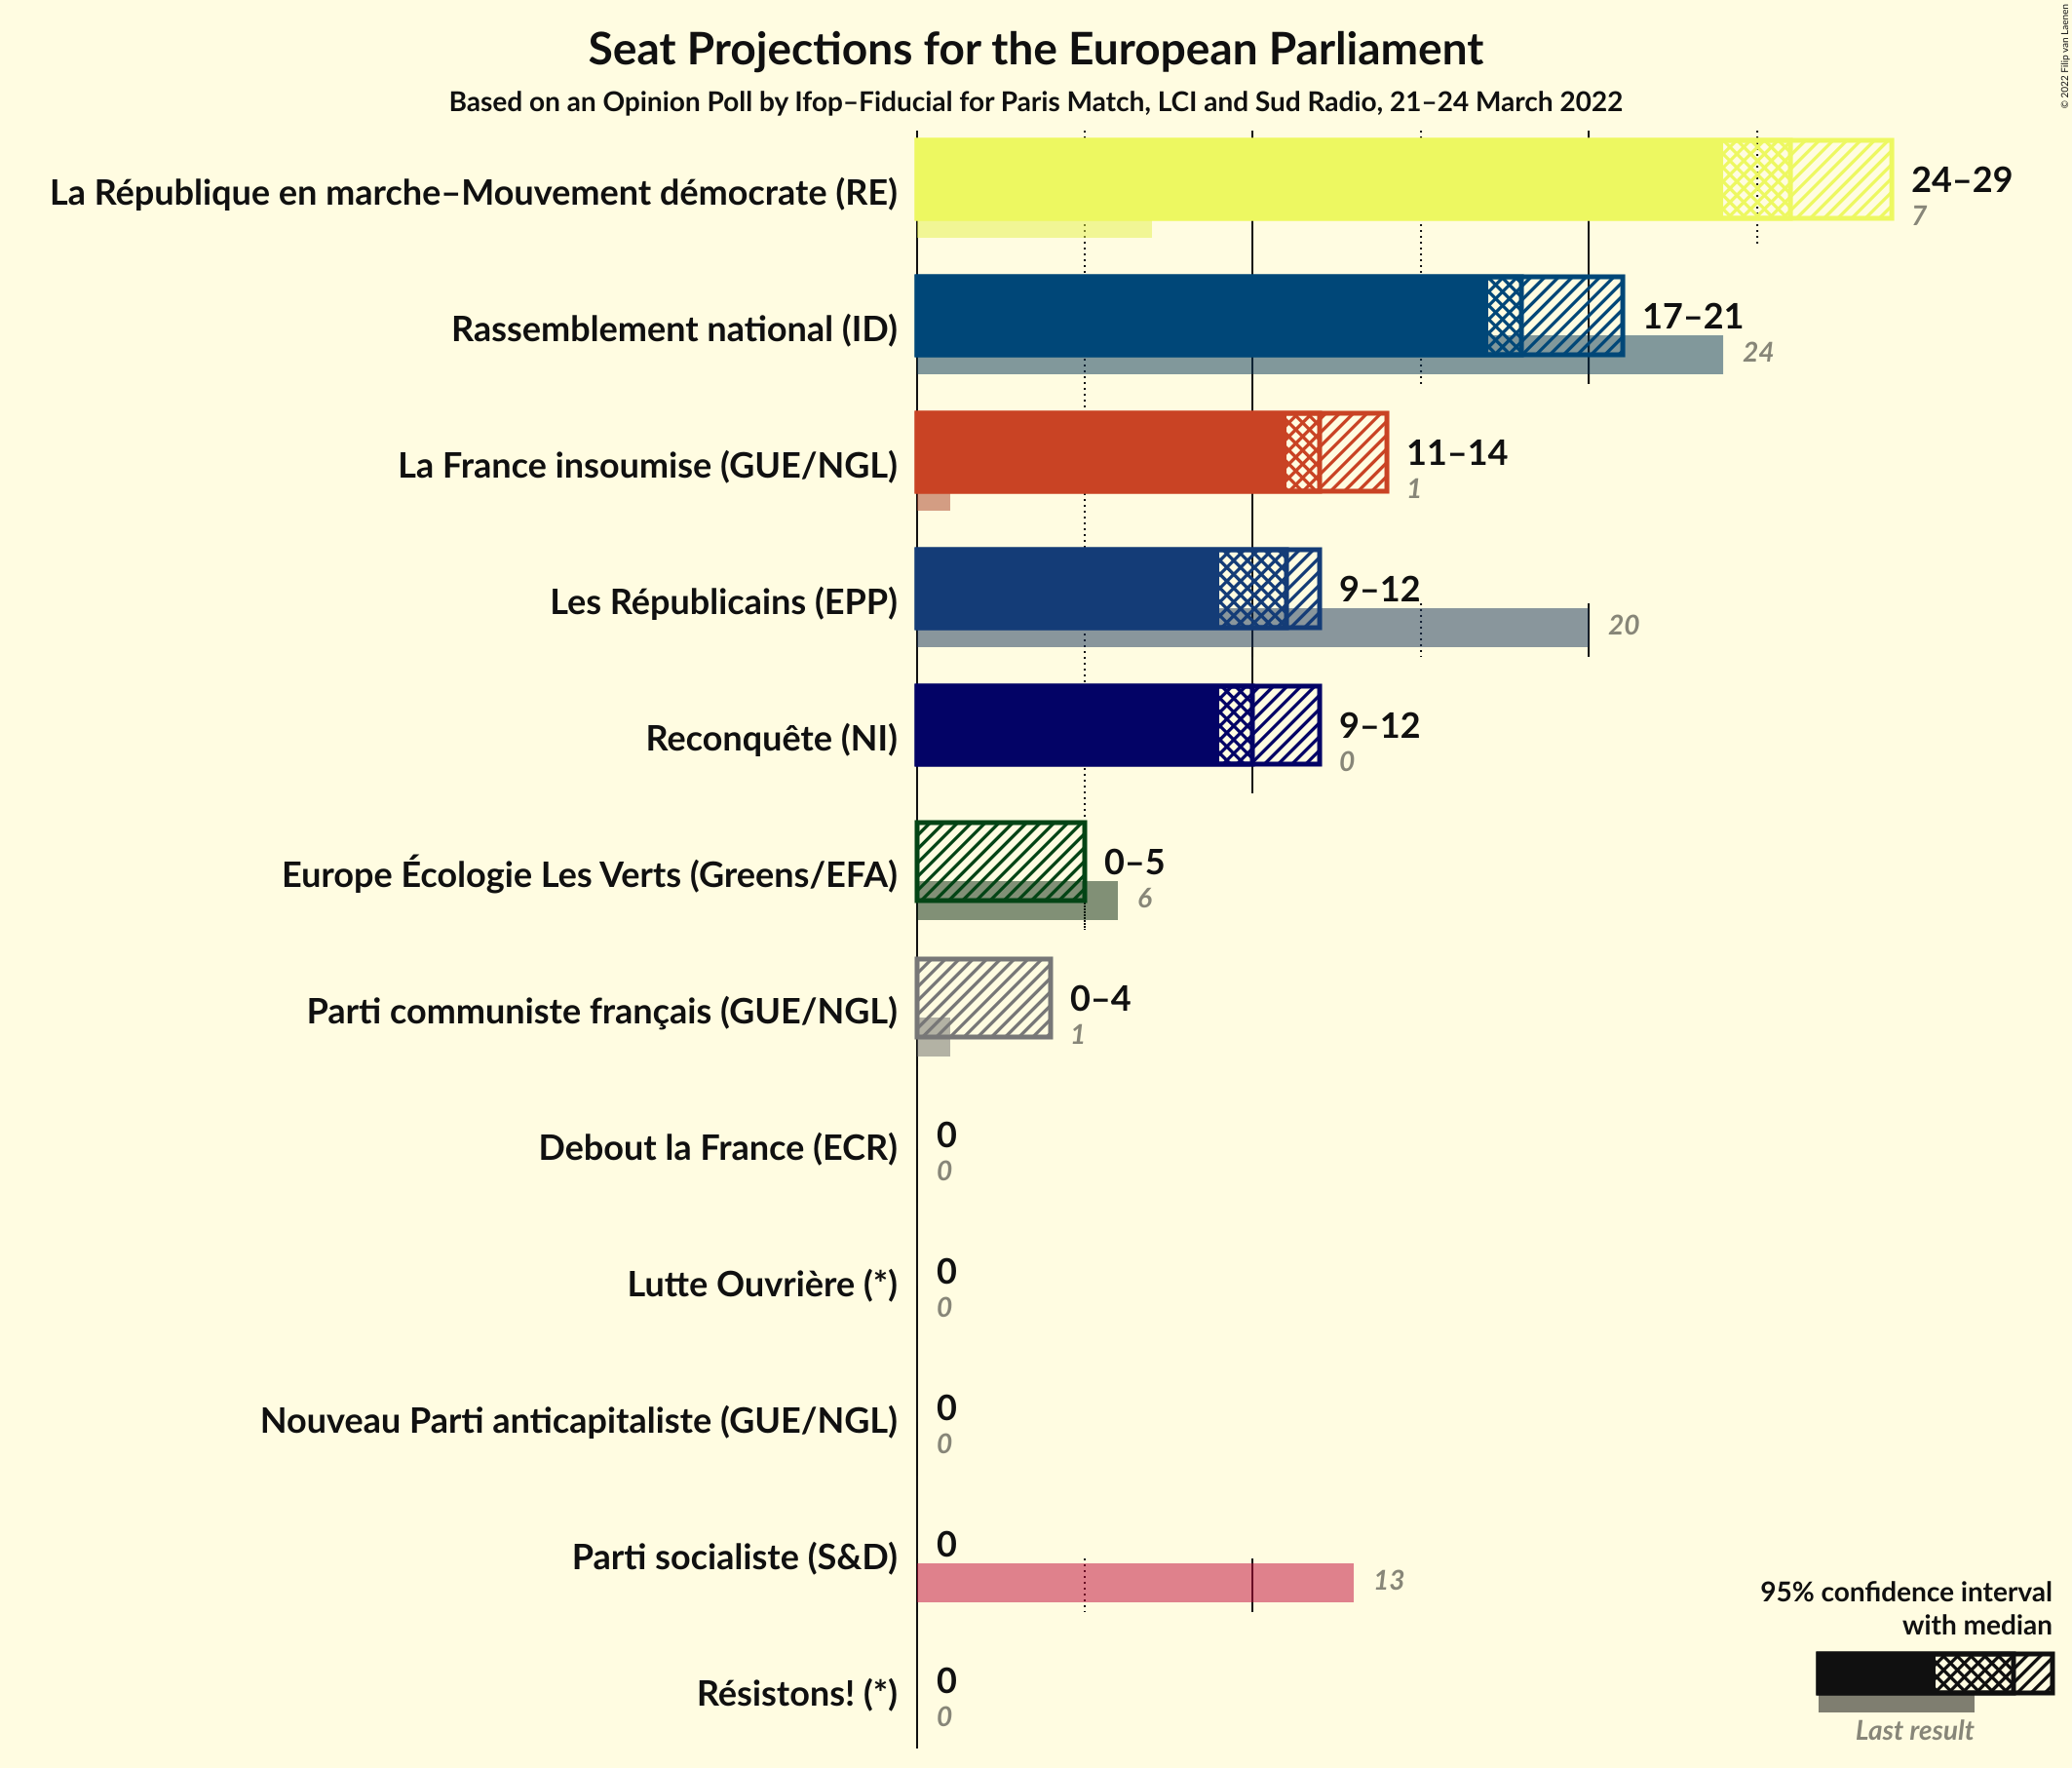 Seat Projections for the European Parliament
Based on an Opinion Poll by Ifop–Fiducial for Paris Match, LCI and Sud Radio, 21–24 March 2022
© 2022 Filip van Laenen
La République en marche–Mouvement démocrate (RE)
24–29
7
Rassemblement national (ID)
17–21
24
La France insoumise (GUE/NGL)
11–14
1
Les Républicains (EPP)
9–12
20
Reconquête (NI)
9–12
0
Europe Écologie Les Verts (Greens/EFA)
0–5
6
Parti communiste français (GUE/NGL)
0–4
1
Debout la France (ECR)
0
0
Lutte Ouvrière (*)
0
0
Nouveau Parti anticapitaliste (GUE/NGL)
0
0
Parti socialiste (S&D)
0
13
Résistons! (*)
0
0
95% confidence interval
with median
Last result